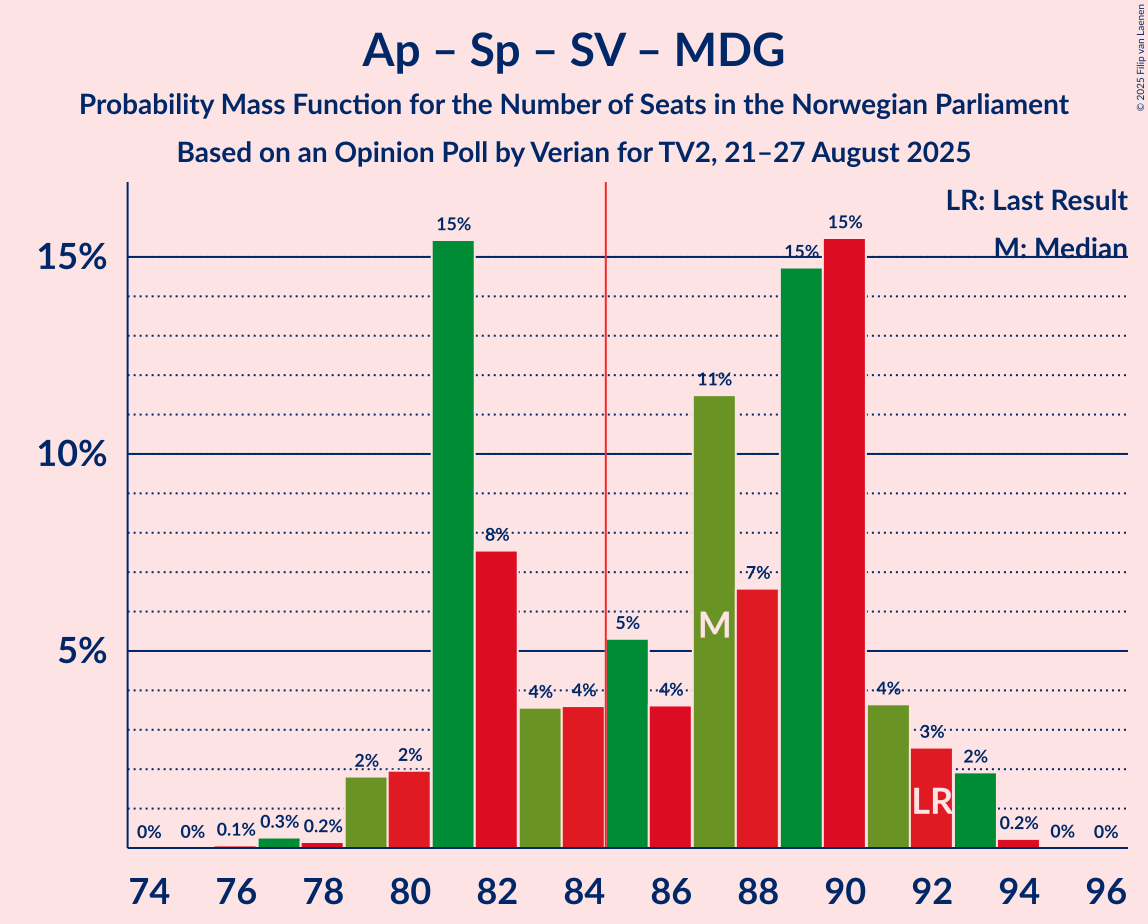 Ap – Sp – SV – MDG
Probability Mass Function for the Number of Seats in the Norwegian Parliament
Based on an Opinion Poll by Verian for TV2, 21–27 August 2025
© 2025 Filip van Laenen
LR: Last Result
M: Median
15%
10%
5%
0% 0% 0.1% 0.3% 0.2% 2% 2% 15% 8% 4% 4% 5% 4% 11% 7% 15% 15% 4% 3% 2% 0.2% 0% 0%
M
LR
74 76 78 80 82 84 86 88 90 92 94 96